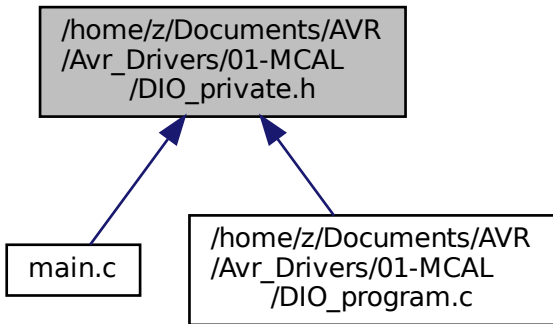 /home/z/Documents/AVR
/Avr_Drivers/01-MCAL
/DIO_private.h
main.c
/home/z/Documents/AVR
/Avr_Drivers/01-MCAL
/DIO_program.c